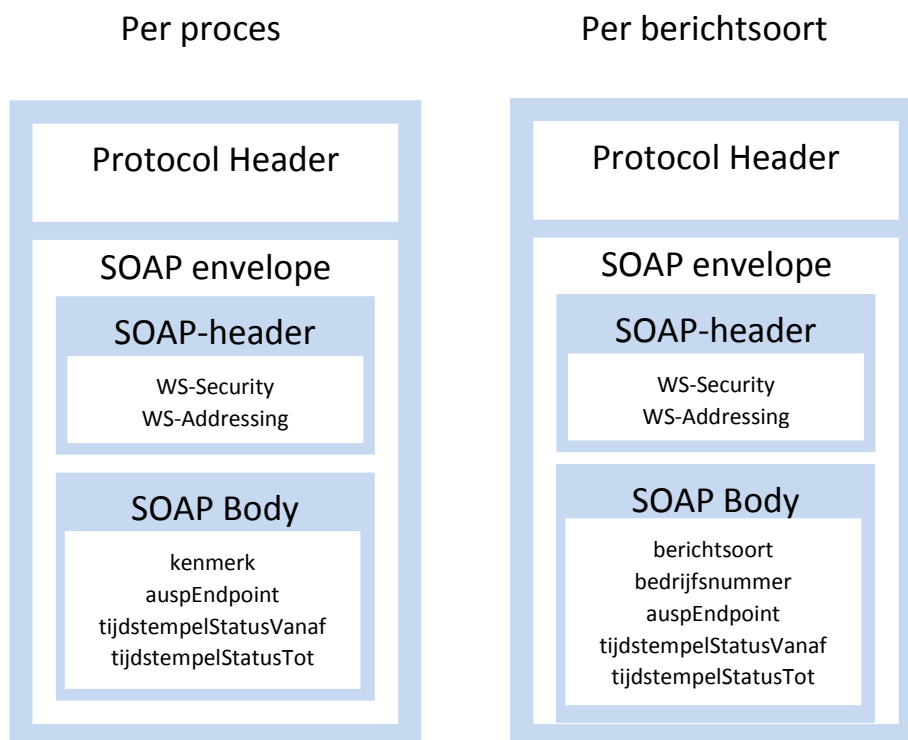 Per proces
Protocol Header
SOAP envelope
SOAP-header
WS-Security
WS-Addressing
SOAP Body
kenmerk
auspEndpoint
tijdstempelStatusVanaf
tijdstempelStatusTot
Per berichtsoort
Protocol Header
SOAP envelope
SOAP-header
WS-Security
WS-Addressing
SOAP Body
berichtsoort
bedrijfsnummer
auspEndpoint
tijdstempelStatusVanaf
tijdstempelStatusTot